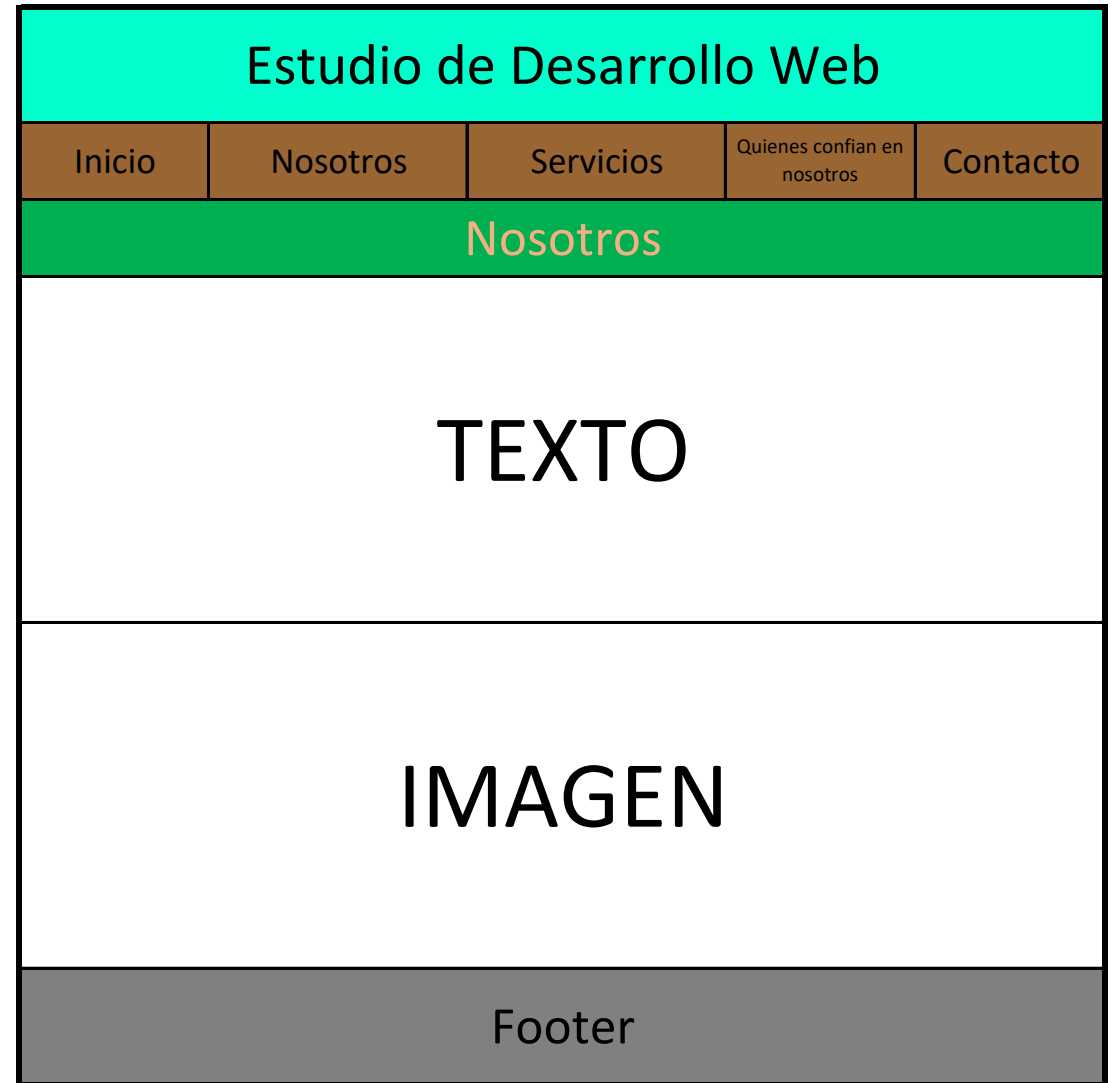 Estudio de Desarrollo Web
Inicio
Nosotros
Servicios
Quienes confian en
nosotros
Contacto
Nosotros
TEXTO
IMAGEN
Footer